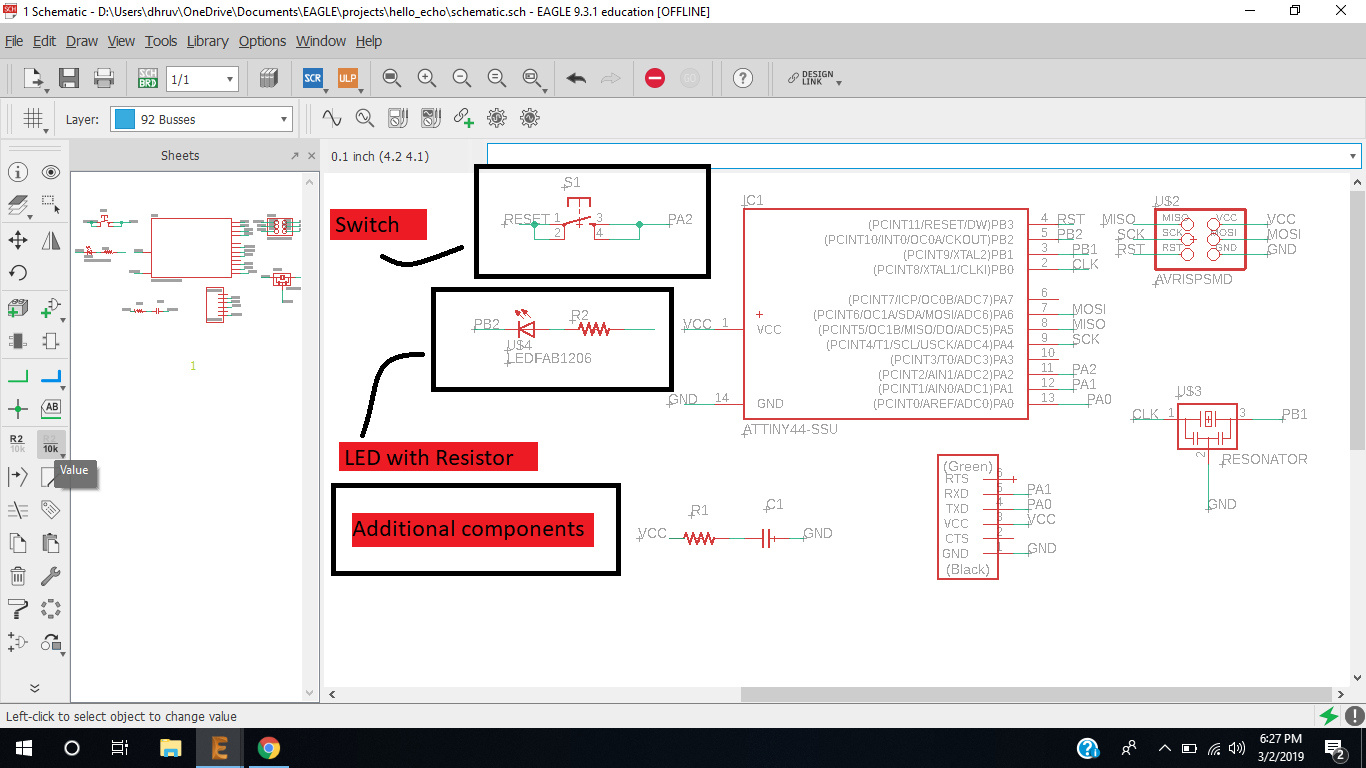 1 Schematic - D:\Users\dhruv\OneDrive\Documents\EAGLE\projects\hello_echo\schematic.sch - EAGLE 9.3.1 education [OFFLINE]
File Edit Draw View Tools Library Options Window Help
SCH BRD 1/1 SCR ULP DESIGN LINK
Layer: 92 Busses
Sheets
0.1 inch (4.2 4.1)
1
R2 10k
R2 10k
Value
Switch
S1
RESET 1 3 PA2
2 4
PB2 R2
U$4
LEDFAB1206
LED with Resistor
Additional components
R1 C1
VCC GND
IC1
(PCINT11/RESET/DW)PB3 4 RST
(PCINT10/INT0/OC0A/CKOUT)PB2 5 PB2
(PCINT9/XTAL2)PB1 3 PB1
(PCINT8/XTAL1/CLKI)PB0 2 CLK
(PCINT7/ICP/OC0B/ADC7)PA7 6
(PCINT6/OC1A/SDA/MOSI/ADC6)PA6 7 MOSI
VCC 1 VCC (PCINT5/OC1B/MISO/DO/ADC5)PA5 8 MISO
(PCINT4/T1/SCL/USCK/ADC4)PA4 9 SCK
(PCINT3/T0/ADC3)PA3 10
(PCINT2/AIN1/ADC2)PA2 11 PA2
(PCINT1/AIN0/ADC1)PA1 12 PA1
GND 14 GND (PCINT0/AREF/ADC0)PA0 13 PA0
ATTINY44-SSU
U$2
MISO MISO VCC VCC
SCK SCK MOSI MOSI
RST RST GND GND
AVRISPSMD
U$3
CLK 1 3 PB1
2
RESONATOR
GND
(Green)
RTS 6
RXD 5 PA1
TXD 4 PA0
VCC 3 VCC
CTS 2
GND 1 GND
(Black)
Left-click to select object to change value
6:27 PM
3/2/2019
2